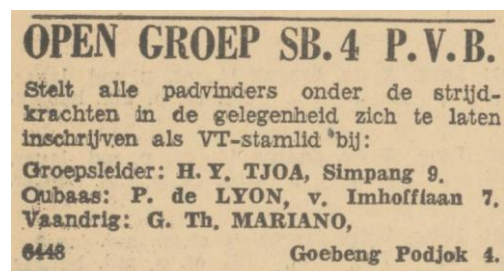 OPEN GROEP SB. 4 P. V. B.
Stelt alle padvinders onder de strijd-
krachten in de gelegenheid zich te laten
inschrijven als VT-stamlid bij:
Groepsleider: H. Y. TJOA, Simpang 9.
Oubaas: P. de LYON, v. Imhofflaan 7.
Vaandrig: G. Th. MARIANO,
6448 Goebeng Podjok 4.